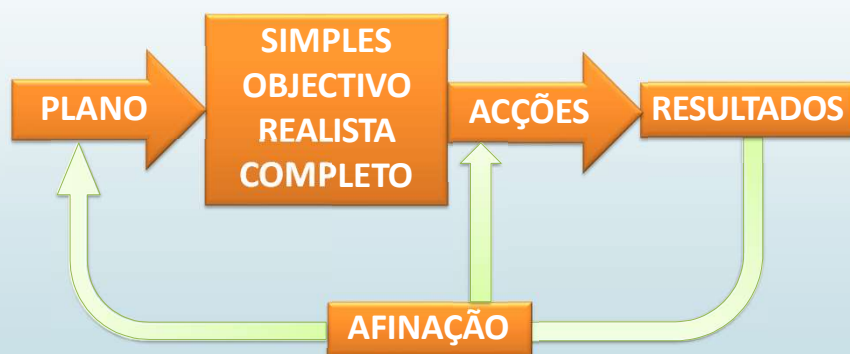 PLANO
SIMPLES
OBJECTIVO
REALISTA
COMPLETO
ACÇÕES
RESULTADOS
AFINAÇÃO